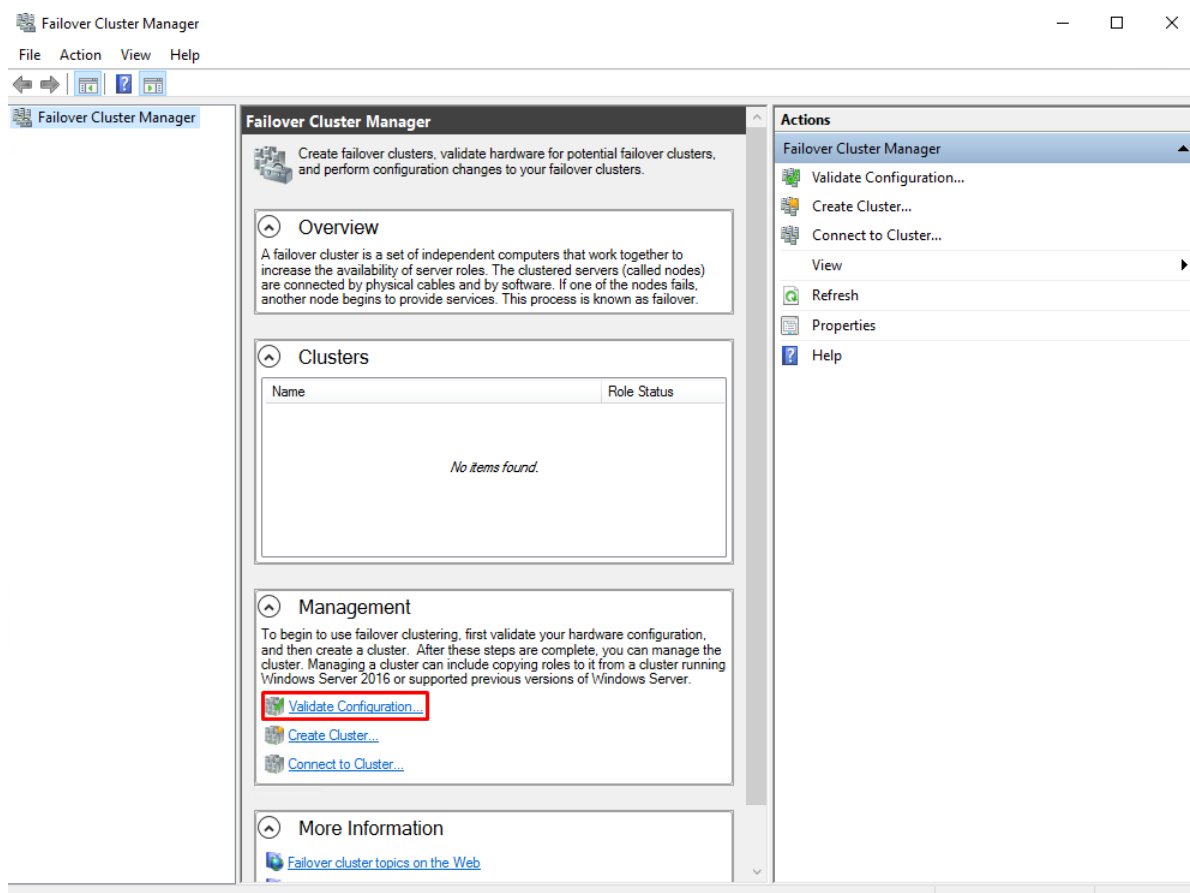 Failover Cluster Manager
File Action View Help
Failover Cluster Manager
Failover Cluster Manager
Create failover clusters, validate hardware for potential failover clusters,
and perform configuration changes to your failover clusters.
Overview
A failover cluster is a set of independent computers that work together to
increase the availability of server roles. The clustered servers (called nodes)
are connected by physical cables and by software. If one of the nodes fails,
another node begins to provide services. This process is known as failover.
Clusters
Name Role Status
No items found.
Management
To begin to use failover clustering, first validate your hardware configuration,
and then create a cluster. After these steps are complete, you can manage the
cluster. Managing a cluster can include copying roles to it from a cluster running
Windows Server 2016 or supported previous versions of Windows Server.
Validate Configuration...
Create Cluster...
Connect to Cluster...
More Information
Failover cluster topics on the Web
Actions
Failover Cluster Manager
Validate Configuration...
Create Cluster...
Connect to Cluster...
View
Refresh
Properties
Help